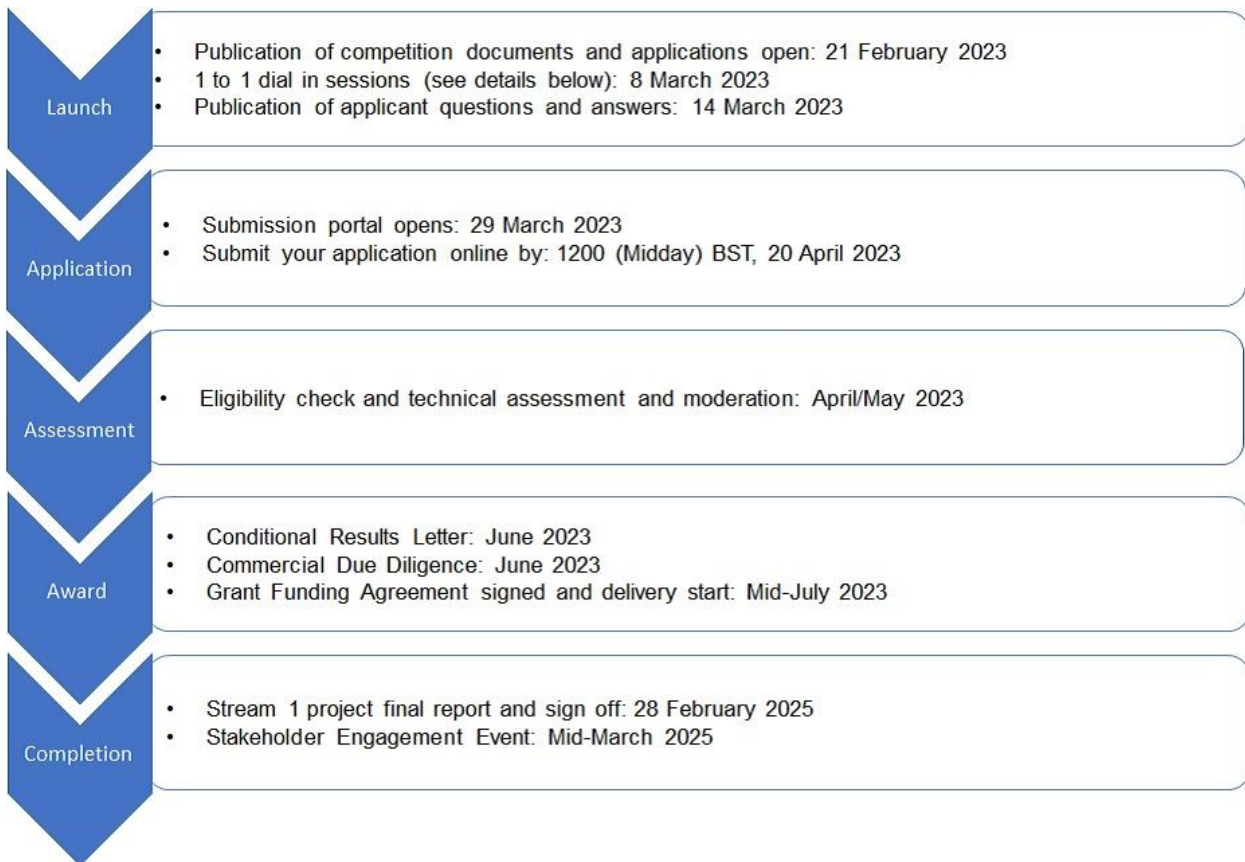 Launch
• Publication of competition documents and applications open: 21 February 2023
• 1 to 1 dial in sessions (see details below): 8 March 2023
• Publication of applicant questions and answers: 14 March 2023
Application
• Submission portal opens: 29 March 2023
• Submit your application online by: 1200 (Midday) BST, 20 April 2023
Assessment
• Eligibility check and technical assessment and moderation: April/May 2023
Award
• Conditional Results Letter: June 2023
• Commercial Due Diligence: June 2023
• Grant Funding Agreement signed and delivery start: Mid-July 2023
Completion
• Stream 1 project final report and sign off: 28 February 2025
• Stakeholder Engagement Event: Mid-March 2025